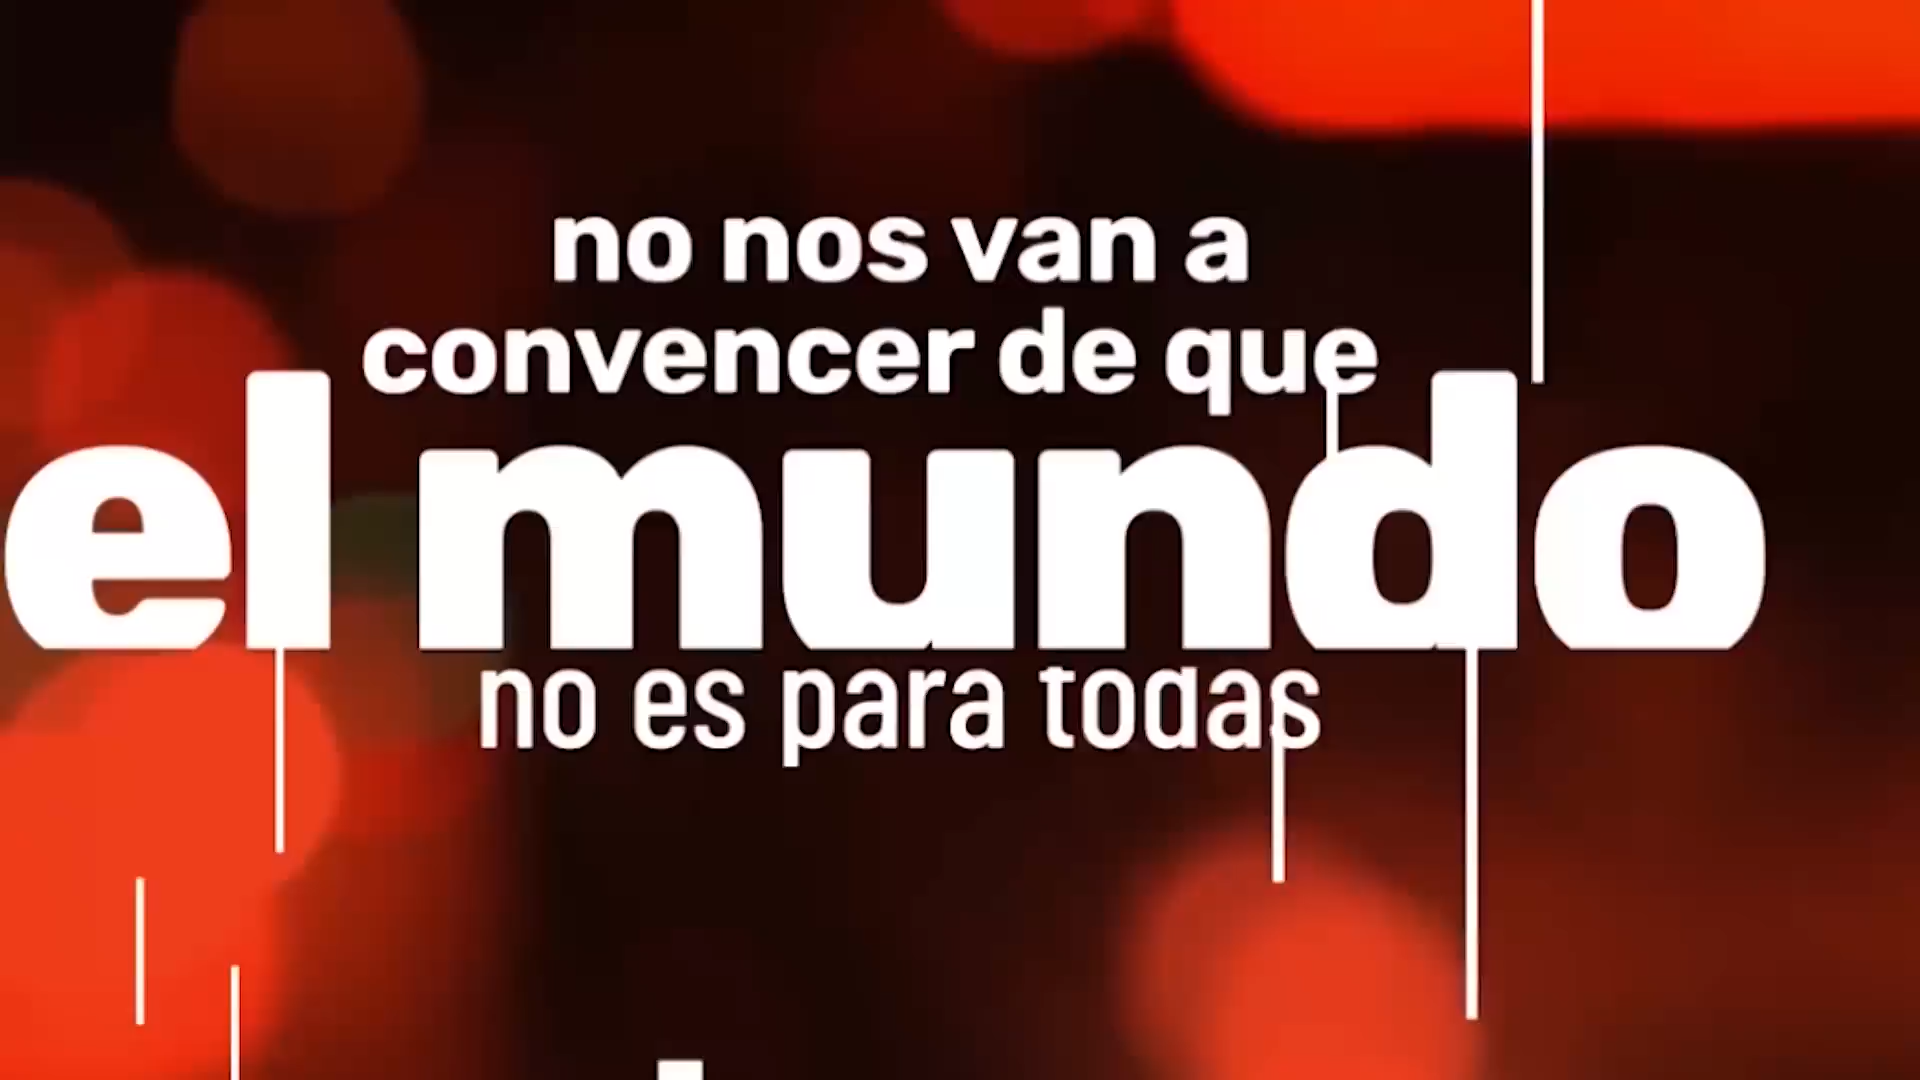 no nos van a
convencer de que
el mundo
no es para todas